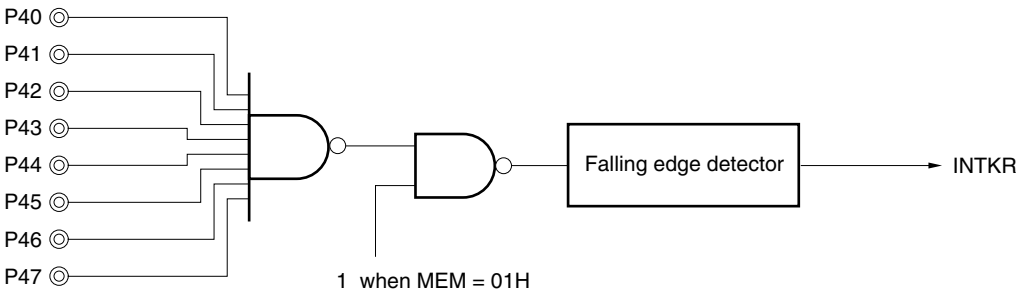 P40
P41
P42
P43
P44
P45
P46
P47
Falling edge detector
INTKR
1 when MEM = 01H